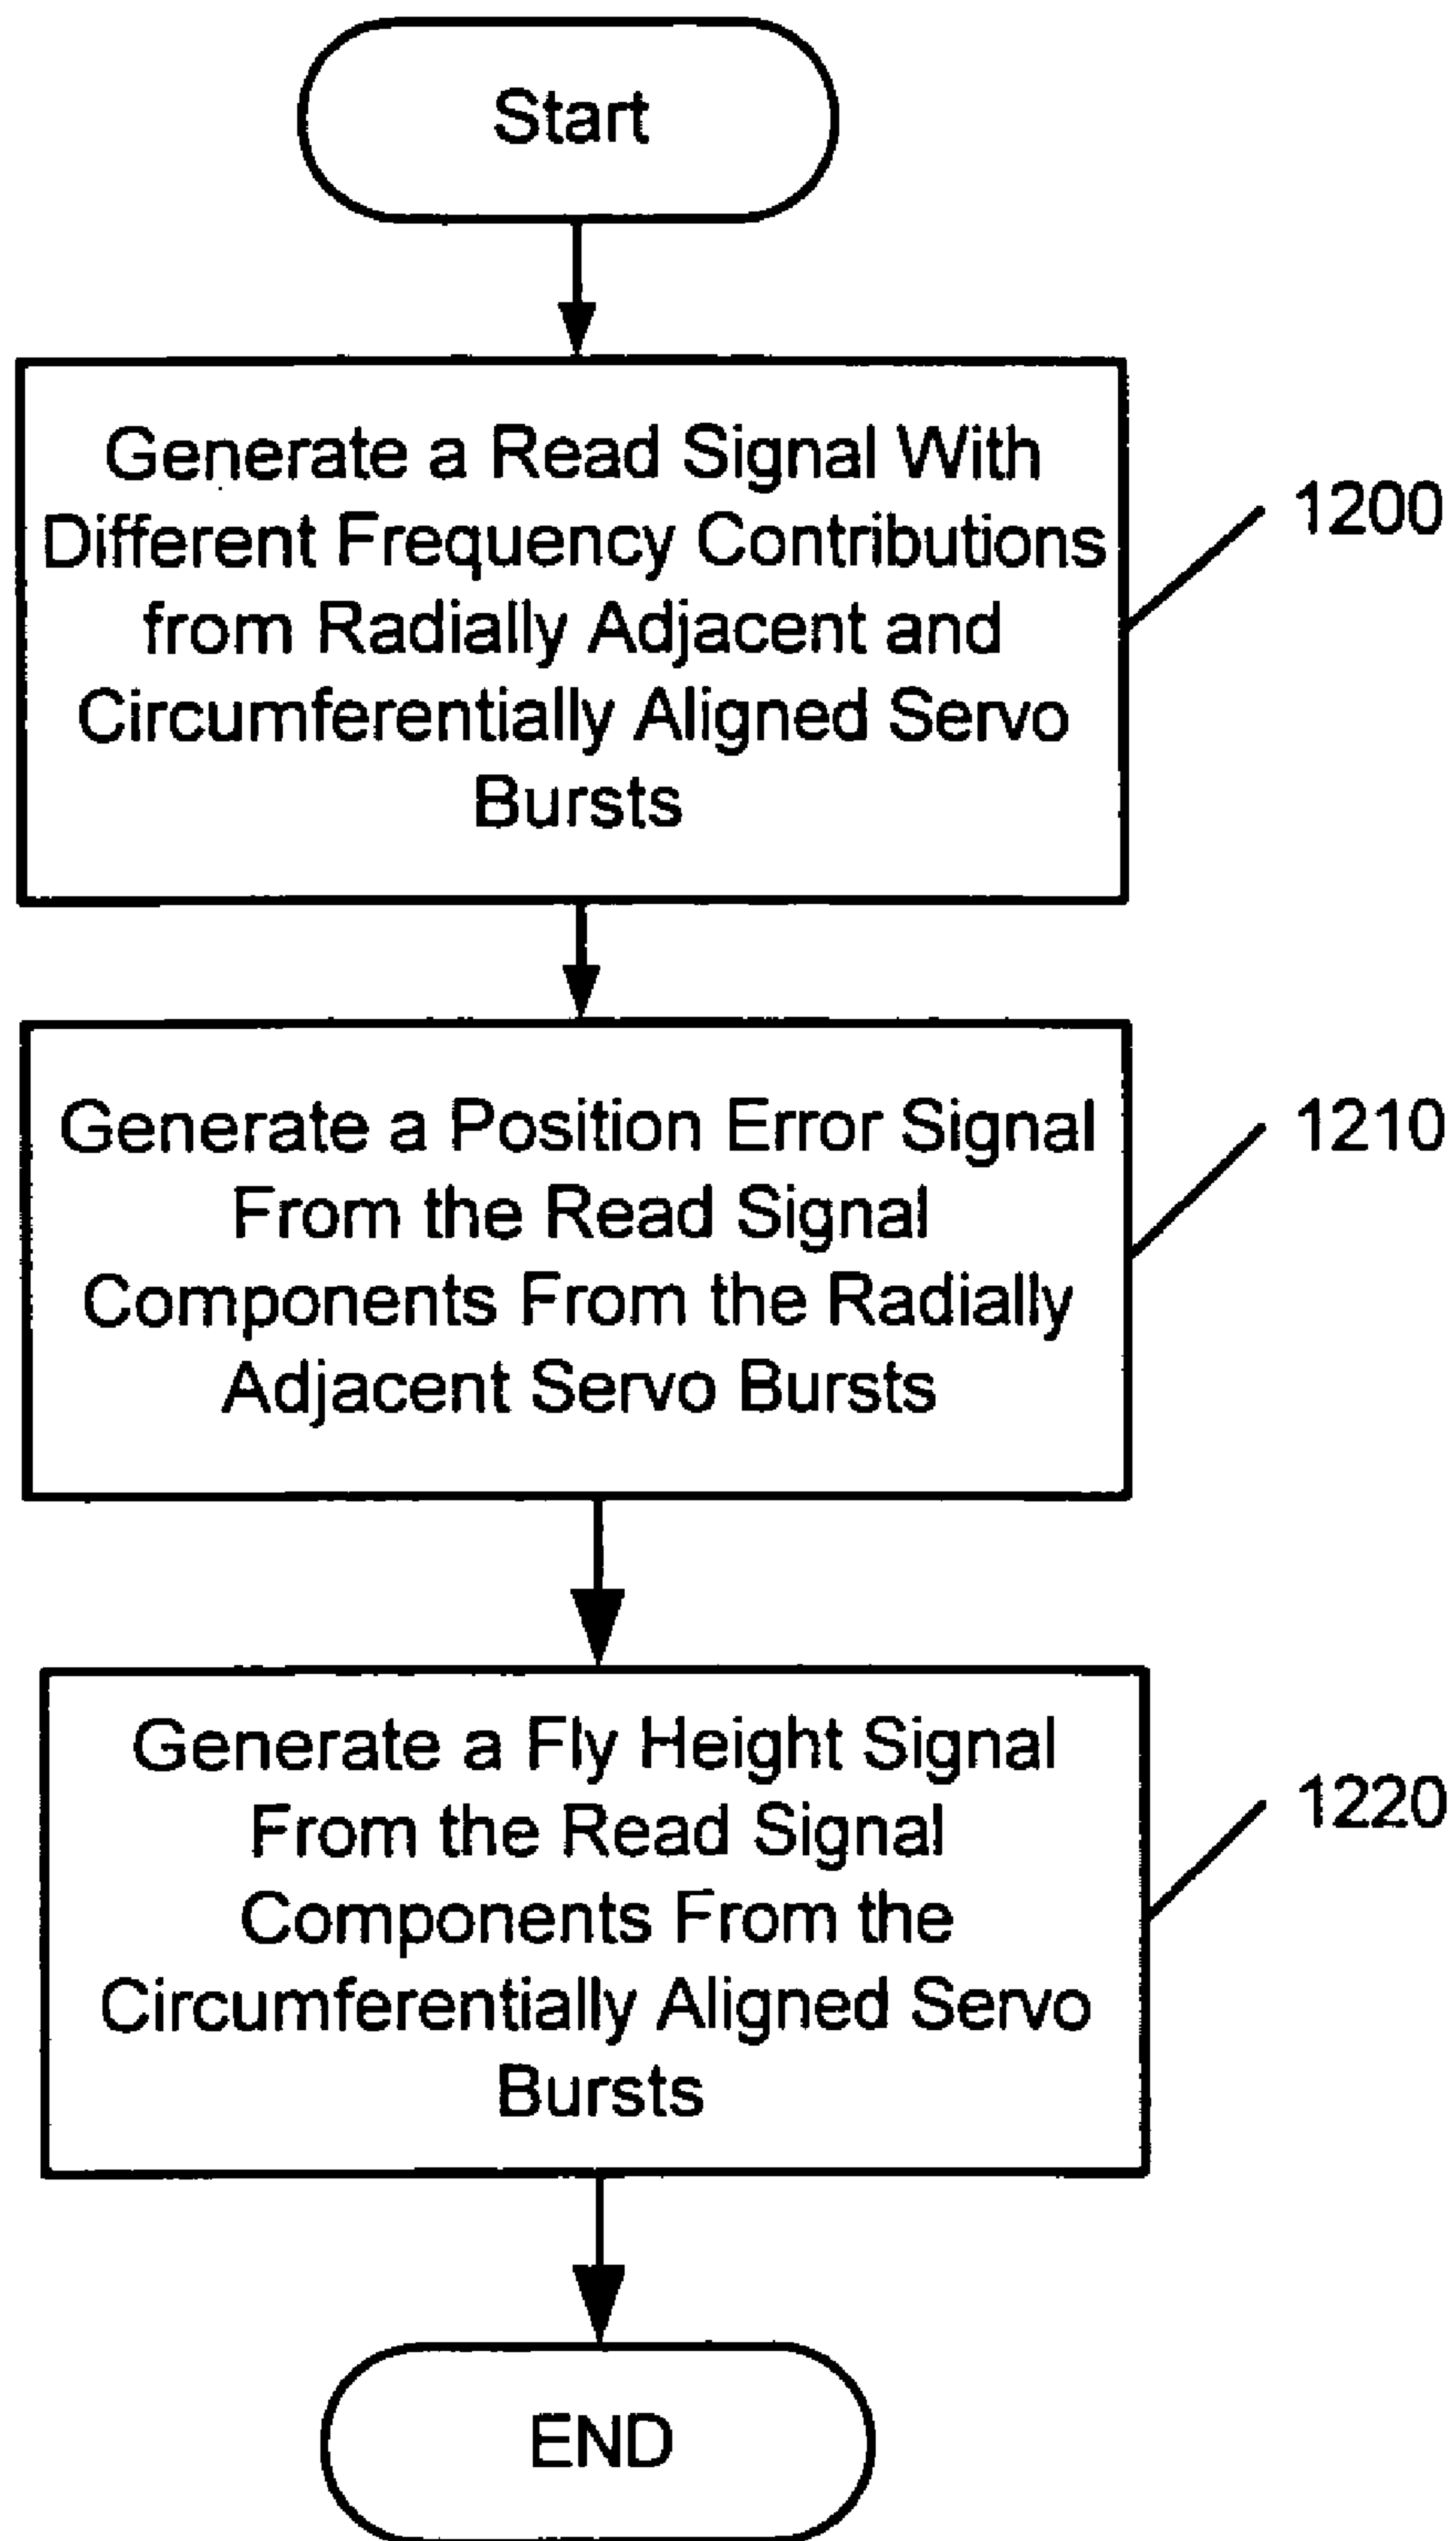 Start
Generate a Read Signal With
Different Frequency Contributions
from Radially Adjacent and
Circumferentially Aligned Servo
Bursts
1200
Generate a Position Error Signal
From the Read Signal
Components From the Radially
Adjacent Servo Bursts
1210
Generate a Fly Height Signal
From the Read Signal
Components From the
Circumferentially Aligned Servo
Bursts
1220
END